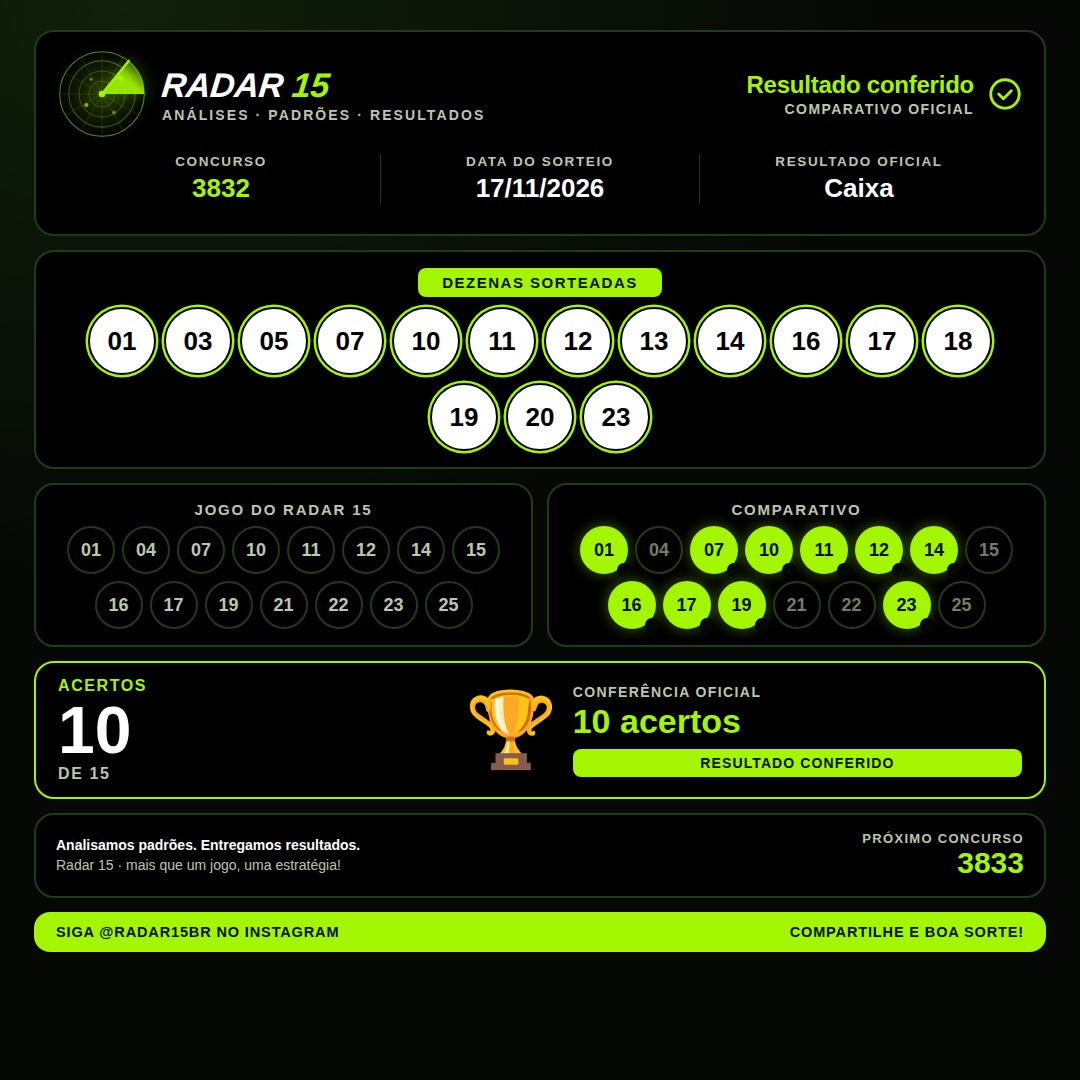 RADAR 15
ANÁLISES · PADRÕES · RESULTADOS
Resultado conferido
COMPARATIVO OFICIAL
CONCURSO
3832
DATA DO SORTEIO
17/11/2026
RESULTADO OFICIAL
Caixa
DEZENAS SORTEADAS
01 03 05 07 10 11 12 13 14 16 17 18
19 20 23
JOGO DO RADAR 15
01 04 07 10 11 12 14 15
16 17 19 21 22 23 25
COMPARATIVO
01 04 07 10 11 12 14 15
16 17 19 21 22 23 25
ACERTOS
10
DE 15
CONFERÊNCIA OFICIAL
10 acertos
RESULTADO CONFERIDO
Analisamos padrões. Entregamos resultados.
Radar 15 · mais que um jogo, uma estratégia!
PRÓXIMO CONCURSO
3833
SIGA @RADAR15BR NO INSTAGRAM
COMPARTILHE E BOA SORTE!